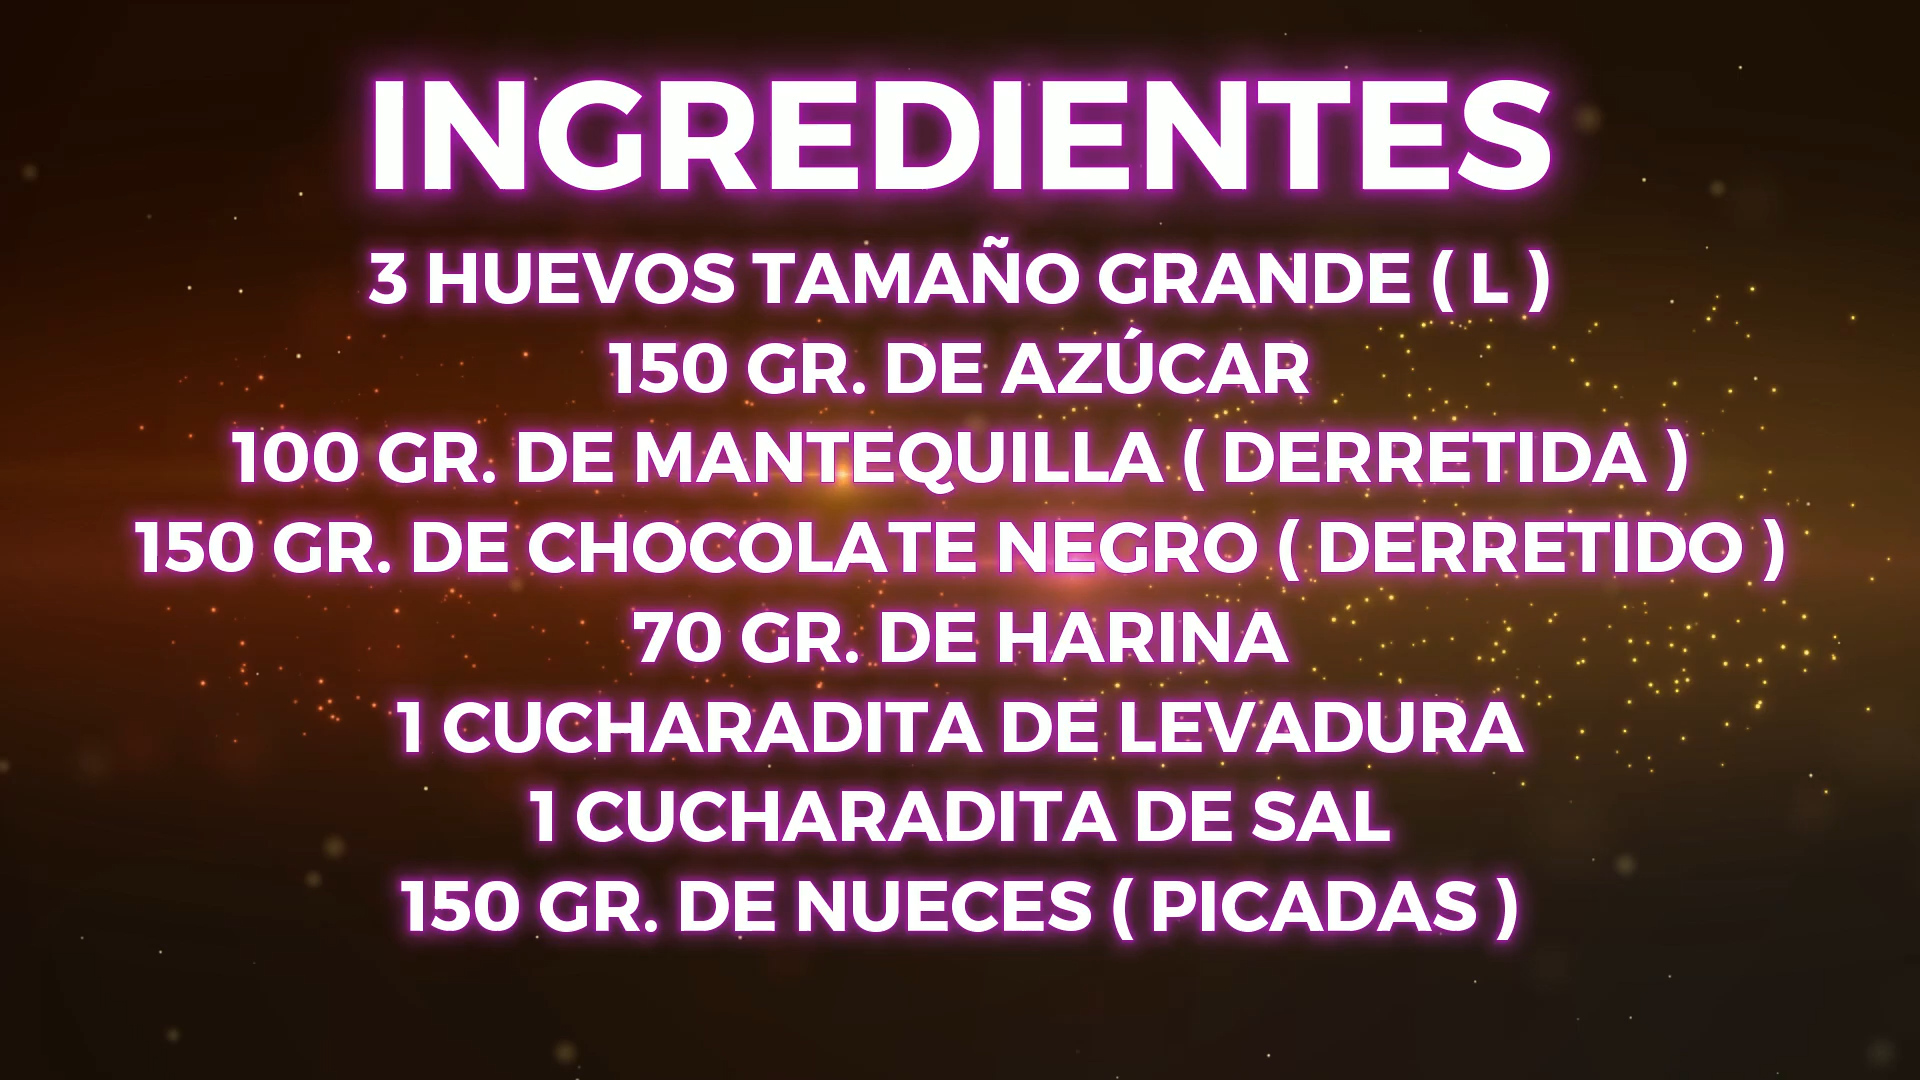 INGREDIENTES
3 HUEVOS TAMAÑO GRANDE ( L )
150 GR. DE AZÚCAR
100 GR. DE MANTEQUILLA ( DERRETIDA )
150 GR. DE CHOCOLATE NEGRO ( DERRETIDO )
70 GR. DE HARINA
1 CUCHARADITA DE LEVADURA
1 CUCHARADITA DE SAL
150 GR. DE NUECES ( PICADAS )